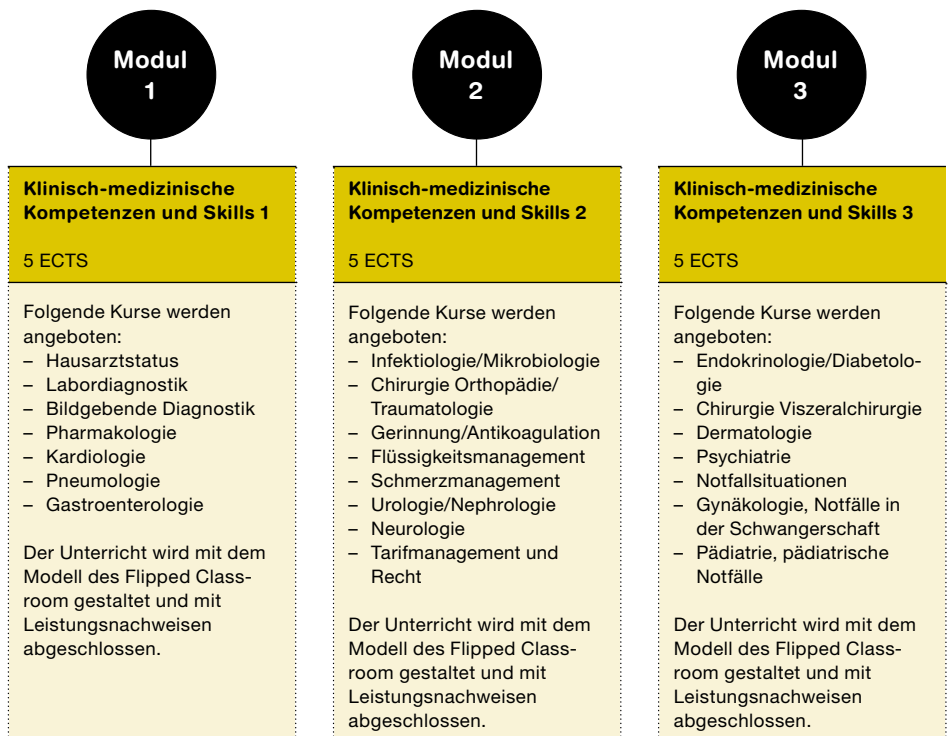 Modul
1
Klinisch-medizinische
Kompetenzen und Skills 1
5 ECTS
Folgende Kurse werden
angeboten:
– Hausarztstatus
– Labordiagnostik
– Bildgebende Diagnostik
– Pharmakologie
– Kardiologie
– Pneumologie
– Gastroenterologie
Der Unterricht wird mit dem
Modell des Flipped Class-
room gestaltet und mit
Leistungsnachweisen
abgeschlossen.
Modul
2
Klinisch-medizinische
Kompetenzen und Skills 2
5 ECTS
Folgende Kurse werden
angeboten:
– Infektiologie/Mikrobiologie
– Chirurgie Orthopädie/
Traumatologie
– Gerinnung/Antikoagulation
– Flüssigkeitsmanagement
– Schmerzmanagement
– Urologie/Nephrologie
– Neurologie
– Tarifmanagement und
Recht
Der Unterricht wird mit dem
Modell des Flipped Class-
room gestaltet und mit
Leistungsnachweisen
abgeschlossen.
Modul
3
Klinisch-medizinische
Kompetenzen und Skills 3
5 ECTS
Folgende Kurse werden
angeboten:
– Endokrinologie/Diabetolo-
gie
– Chirurgie Viszeralchirurgie
– Dermatologie
– Psychiatrie
– Notfallsituationen
– Gynäkologie, Notfälle in
der Schwangerschaft
– Pädiatrie, pädiatrische
Notfälle
Der Unterricht wird mit dem
Modell des Flipped Class-
room gestaltet und mit
Leistungsnachweisen
abgeschlossen.